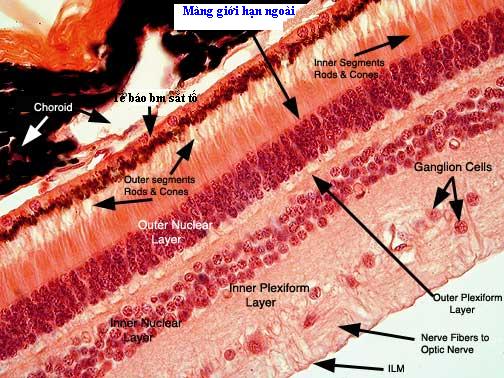 Màng giới hạn ngoài
Inner Segments
Rods & Cones
Choroid
Tế bào bm sắt tố
Outer segments
Rods & Cones
Ganglion Cells
Outer Nuclear
Layer
Inner Plexiform
Layer
Outer Plexiform
Layer
Inner Nuclear
Layer
Nerve Fibers to
Optic Nerve
ILM